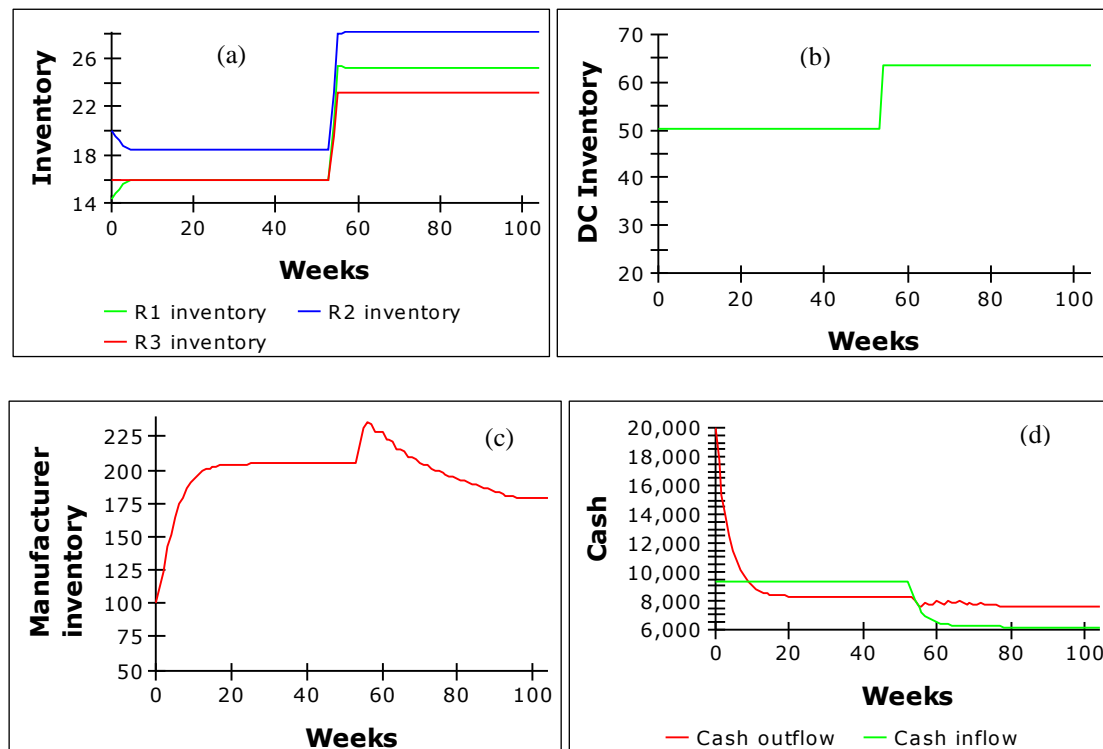 (a)
Inventory
26
22
18
14
0 20 40 60 80 100
Weeks
R1 inventory R2 inventory
R3 inventory
(b)
DC Inventory
70
60
50
40
30
20
0 20 40 60 80 100
Weeks
(c)
Manufacturer
inventory
225
200
175
150
125
100
75
50
0 20 40 60 80 100
Weeks
(d)
Cash
20,000
18,000
16,000
14,000
12,000
10,000
8,000
6,000
0 20 40 60 80 100
Weeks
Cash outflow Cash inflow